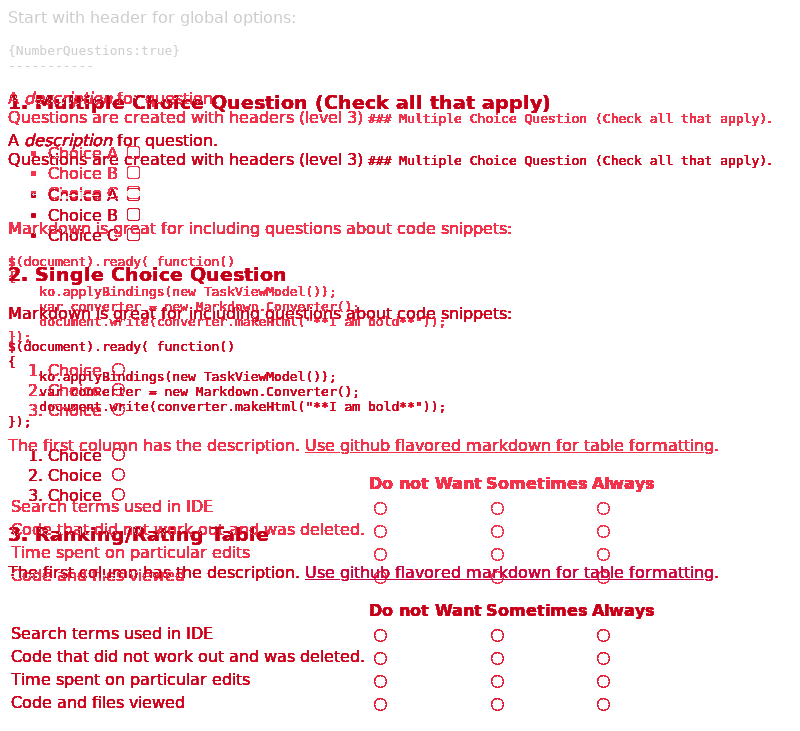 Start with header for global options:
{NumberQuestions:true}
-----------
A description for question.
1. Multiple Choice Question (Check all that apply)
Questions are created with headers (level 3) ### Multiple Choice Question (Check all that apply).
A description for question.
Choice A
Questions are created with headers (level 3) ### Multiple Choice Question (Check all that apply).
Choice B
Choice C
Choice A
Choice B
Markdown is great for including questions about code snippets:
Choice C
$(document).ready( function()
{
2. Single Choice Question
ko.applyBindings(new TaskViewModel());
var converter = new Markdown.Converter();
Markdown is great for including questions about code snippets:
document.write(converter.makeHtml("**I am bold**"));
});
$(document).ready( function()
{
1. Choice
ko.applyBindings(new TaskViewModel());
2. Choice
var converter = new Markdown.Converter();
document.write(converter.makeHtml("**I am bold**"));
3. Choice
});
The first column has the description. Use github flavored markdown for table formatting.
1. Choice
2. Choice
Do not Want Sometimes Always
3. Choice
Search terms used in IDE
Code that did not work out and was deleted.
3. Ranking/Rating Table
Time spent on particular edits
The first column has the description. Use github flavored markdown for table formatting.
Code and files viewed
Do not Want Sometimes Always
Search terms used in IDE
Code that did not work out and was deleted.
Time spent on particular edits
Code and files viewed